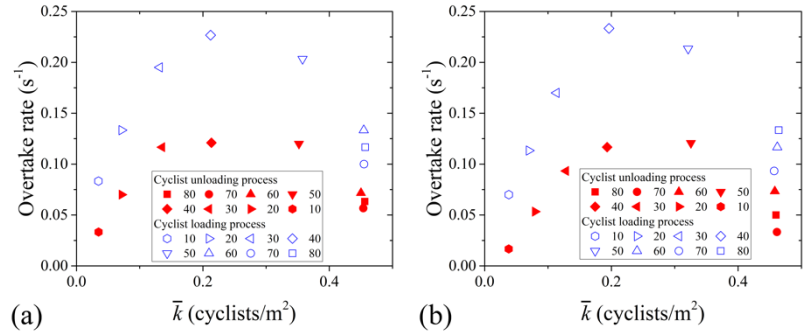 0.25
0.20
0.15
0.10
0.05
0.00
Overtake rate (s⁻¹)
Cyclist unloading process
80 70 60 50
40 30 20 10
Cyclist loading process
10 20 30 40
50 60 70 80
0.0 0.2 0.4
(a) k̅ (cyclists/m²)
0.25
0.20
0.15
0.10
0.05
0.00
Overtake rate (s⁻¹)
Cyclist unloading process
80 70 60 50
40 30 20 10
Cyclist loading process
10 20 30 40
50 60 70 80
0.0 0.2 0.4
(b) k̅ (cyclists/m²)